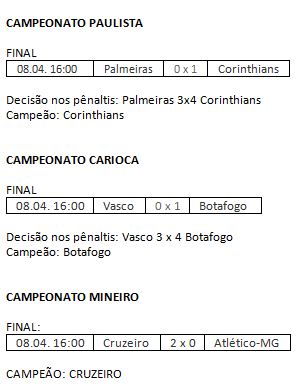 CAMPEONATO PAULISTA
FINAL
08.04. 16:00 Palmeiras 0 x 1 Corinthians
Decisão nos pênaltis: Palmeiras 3x4 Corinthians
Campeão: Corinthians
CAMPEONATO CARIOCA
FINAL
08.04. 16:00 Vasco 0 x 1 Botafogo
Decisão nos pênaltis: Vasco 3 x 4 Botafogo
Campeão: Botafogo
CAMPEONATO MINEIRO
FINAL:
08.04. 16:00 Cruzeiro 2 x 0 Atlético-MG
CAMPEÃO: CRUZEIRO